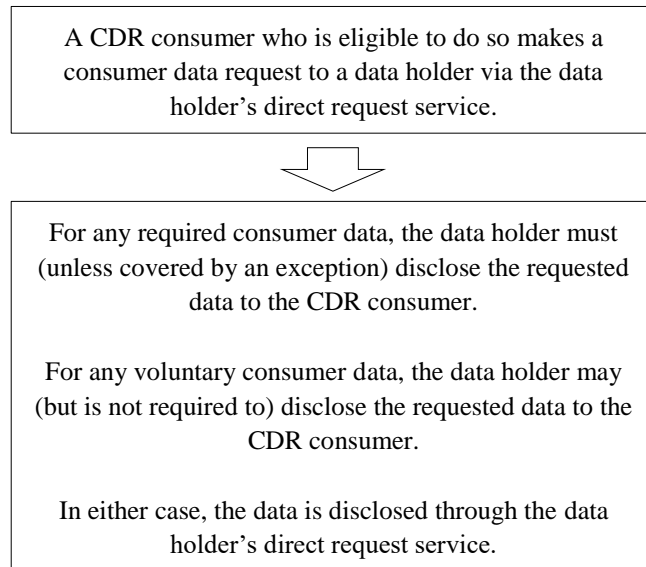 A CDR consumer who is eligible to do so makes a
consumer data request to a data holder via the data
holder’s direct request service.
For any required consumer data, the data holder must
(unless covered by an exception) disclose the requested
data to the CDR consumer.
For any voluntary consumer data, the data holder may
(but is not required to) disclose the requested data to the
CDR consumer.
In either case, the data is disclosed through the data
holder’s direct request service.